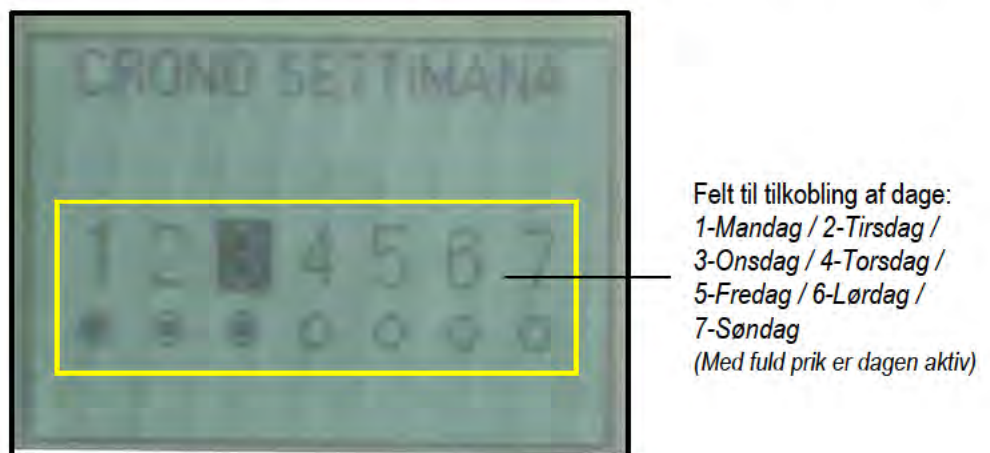 CRONO SETTIMANA
1 2 3 4 5 6 7
Felt til tilkobling af dage:
1-Mandag / 2-Tirsdag /
3-Onsdag / 4-Torsdag /
5-Fredag / 6-Lørdag /
7-Søndag
(Med fuld prik er dagen aktiv)